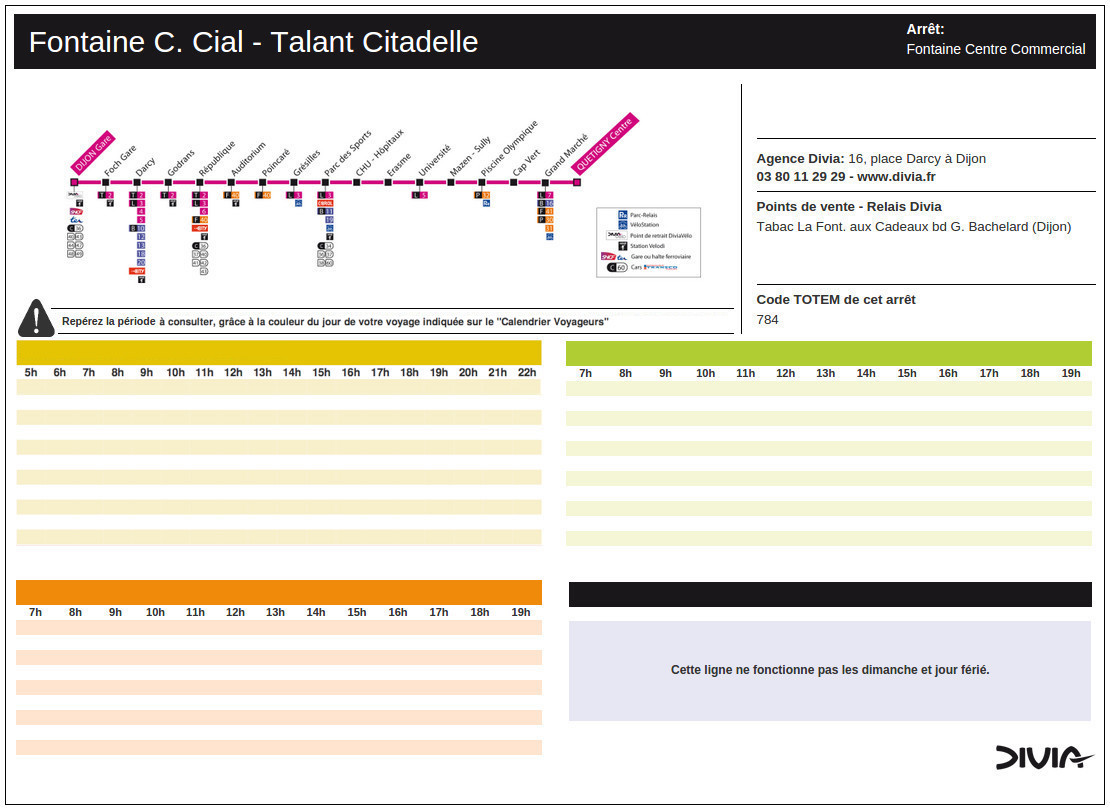 Fontaine C. Cial - Talant Citadelle
Arrêt:
Fontaine Centre Commercial
DIJON Gare
Foch Gare
Darcy
Godrans
République
Auditorium
Poincaré
Grésilles
Parc des Sports
CHU - Hôpitaux
Erasme
Université
Mazen - Sully
Piscine Olympique
Cap Vert
Grand Marché
QUETIGNY Centre
Parc-Relais
VéloStation
Point de retrait DiviaVélo
Station Velodi
Gare ou halte ferroviaire
C 60 Cars
Agence Divia: 16, place Darcy à Dijon
03 80 11 29 29 - www.divia.fr
Points de vente - Relais Divia
Tabac La Font. aux Cadeaux bd G. Bachelard (Dijon)
Code TOTEM de cet arrêt
784
Repérez la période à consulter, grâce à la couleur du jour de votre voyage indiquée sur le "Calendrier Voyageurs"
5h 6h 7h 8h 9h 10h 11h 12h 13h 14h 15h 16h 17h 18h 19h 20h 21h 22h
7h 8h 9h 10h 11h 12h 13h 14h 15h 16h 17h 18h 19h
7h 8h 9h 10h 11h 12h 13h 14h 15h 16h 17h 18h 19h
Cette ligne ne fonctionne pas les dimanche et jour férié.
DIVIA